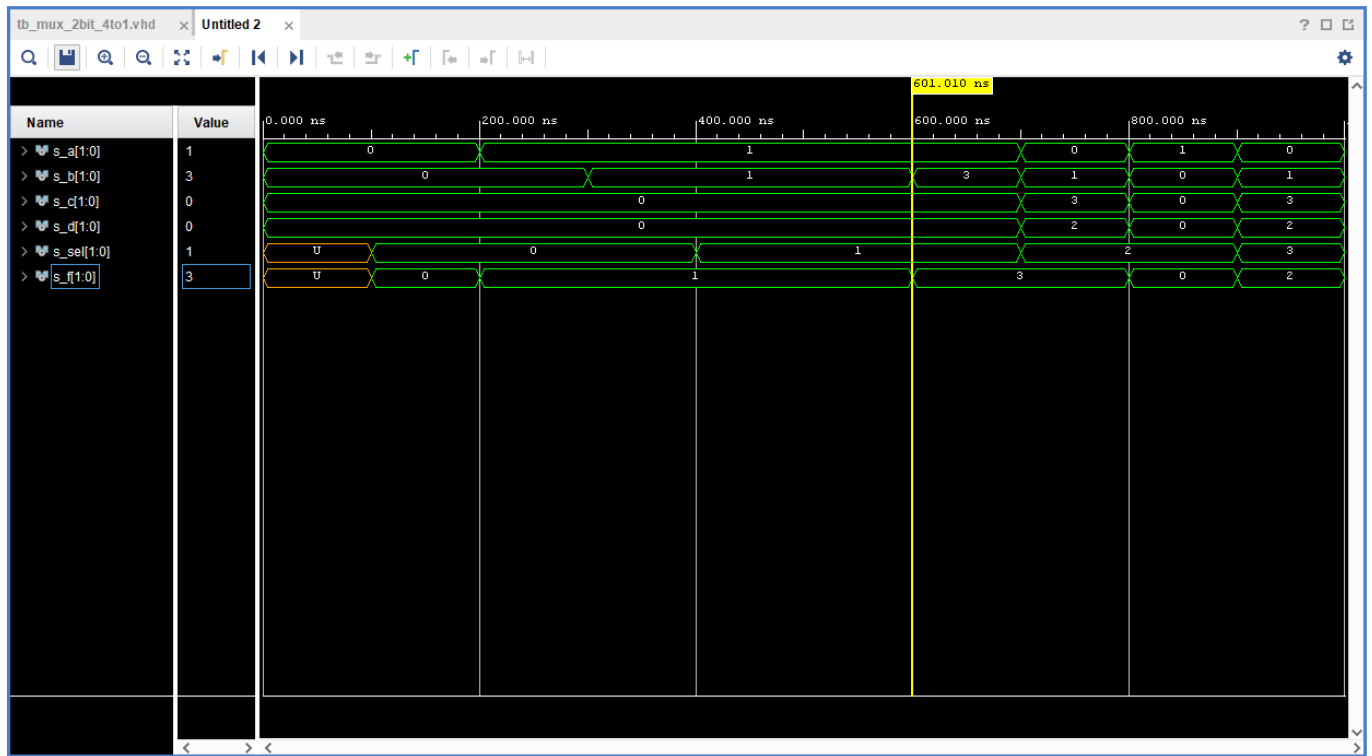 tb_mux_2bit_4to1.vhd × Untitled 2 × ?
601.010 ns
Name Value 0.000 ns 200.000 ns 400.000 ns 600.000 ns 800.000 ns
> s_a[1:0] 1 0 1 0 1 0
> s_b[1:0] 3 0 1 3 1 0 1
> s_c[1:0] 0 0 3 0 3
> s_d[1:0] 0 0 2 0 2
> s_sel[1:0] 1 U 0 1 2 3
> s_f[1:0] 3 U 0 1 3 0 2